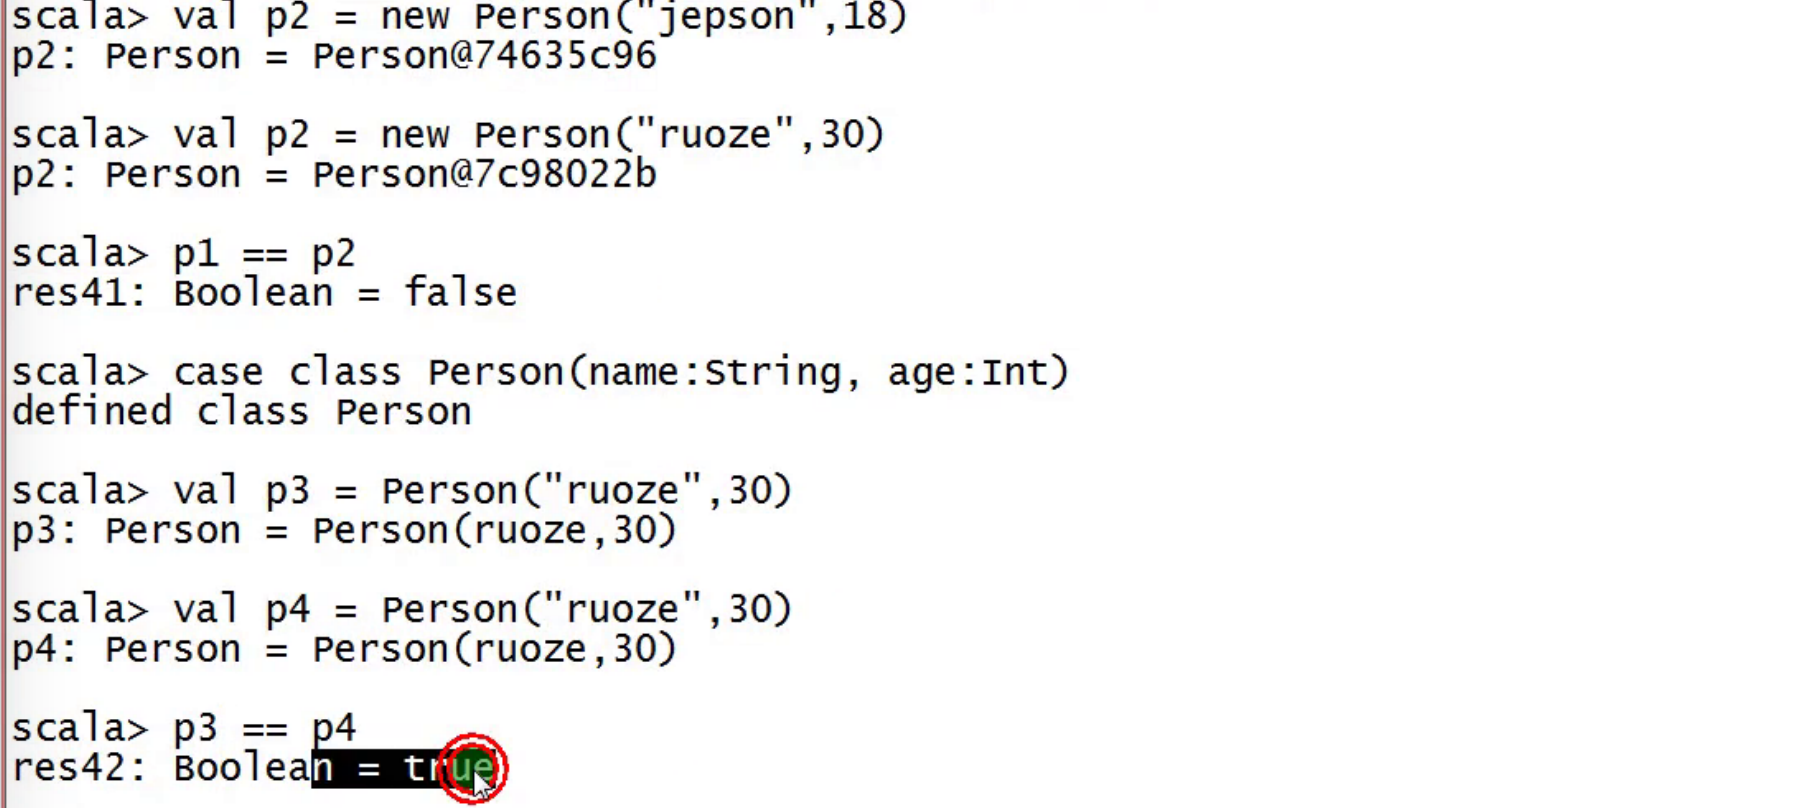 scala> val p2 = new Person("jepson",18)
p2: Person = Person@74635c96
scala> val p2 = new Person("ruoze",30)
p2: Person = Person@7c98022b
scala> p1 == p2
res41: Boolean = false
scala> case class Person(name:String, age:Int)
defined class Person
scala> val p3 = Person("ruoze",30)
p3: Person = Person(ruoze,30)
scala> val p4 = Person("ruoze",30)
p4: Person = Person(ruoze,30)
scala> p3 == p4
res42: Boolean = true